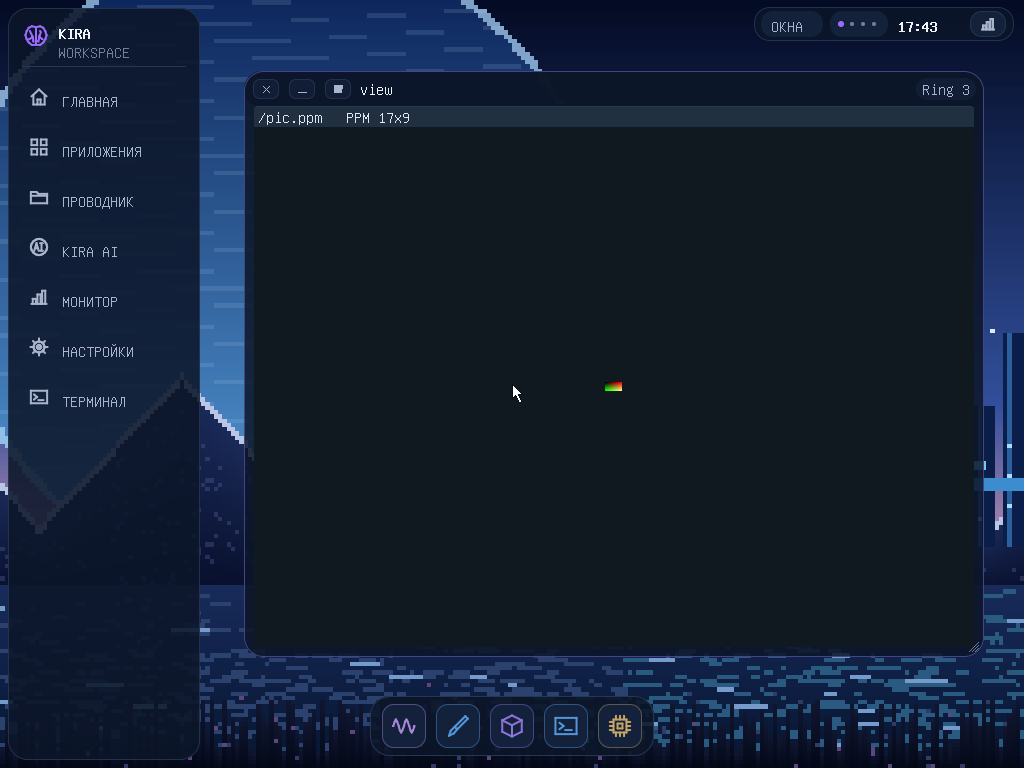 KIRA
WORKSPACE
ГЛАВНАЯ
ПРИЛОЖЕНИЯ
ПРОВОДНИК
AI
KIRA AI
МОНИТОР
НАСТРОЙКИ
ТЕРМИНАЛ
ОКНА
17:43
view
Ring 3
/pic.ppm PPM 17x9